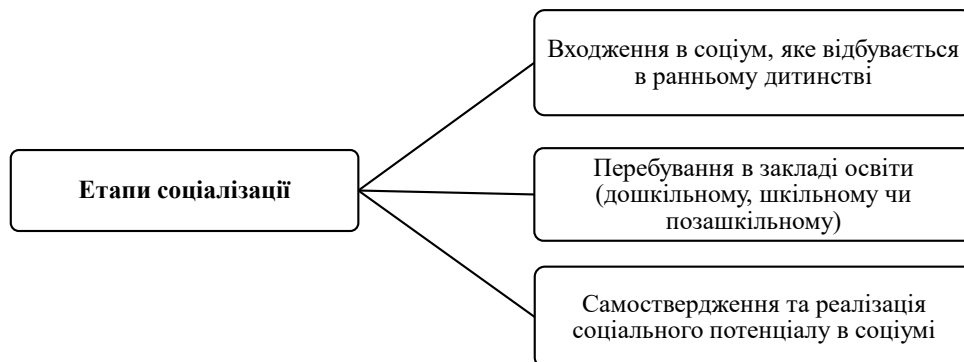 Етапи соціалізації
Входження в соціум, яке відбувається
в ранньому дитинстві
Перебування в закладі освіти
(дошкільному, шкільному чи
позашкільному)
Самоствердження та реалізація
соціального потенціалу в соціумі